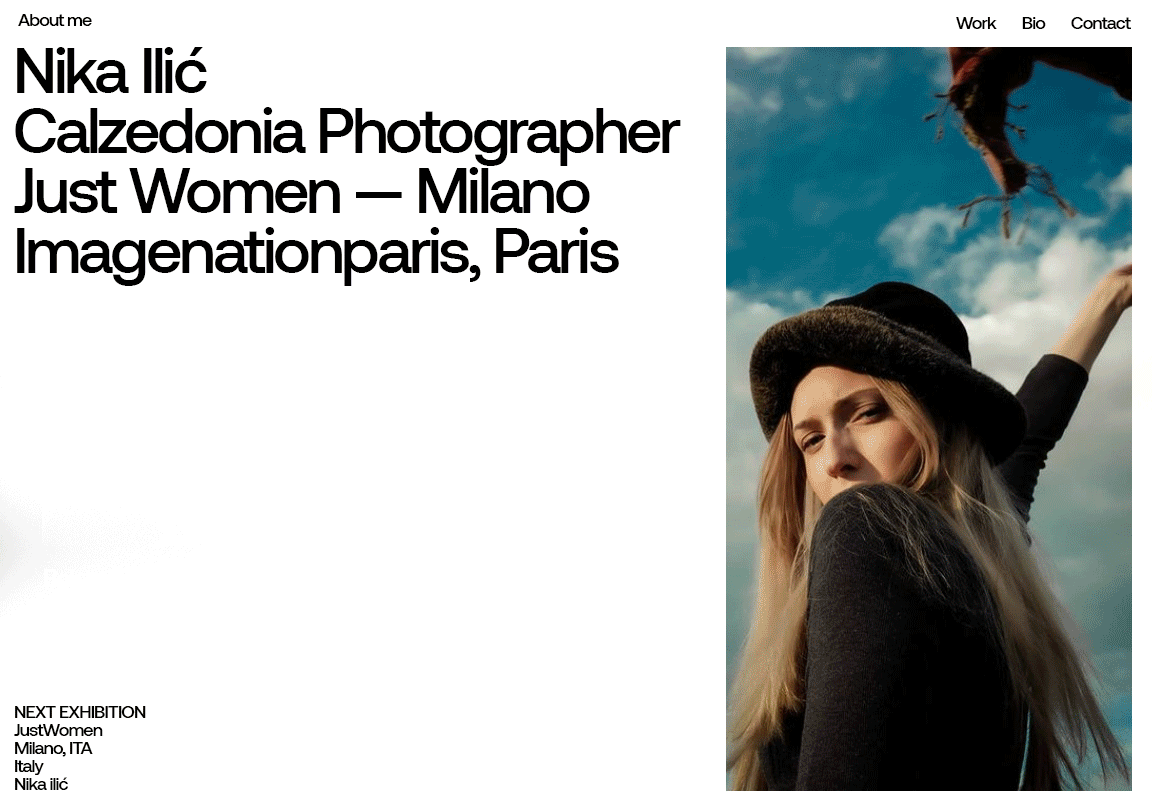 About me
Work Bio Contact
Nika Ilić
Calzedonia Photographer
Just Women — Milano
Imagenationparis, Paris
NEXT EXHIBITION
JustWomen
Milano, ITA
Italy
Nika ilić